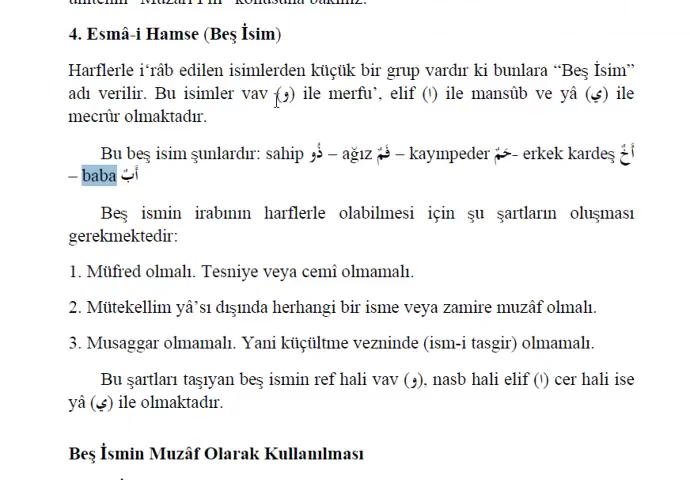 4. Esmâ-i Hamse (Beş İsim)
Harflerle i‘râb edilen isimlerden küçük bir grup vardır ki bunlara “Beş İsim”
adı verilir. Bu isimler vav (و) ile merfu’, elif (ا) ile mansûb ve yâ (ي) ile
mecrûr olmaktadır.
Bu beş isim şunlardır: sahip ذُو – ağız فَمٌ – kayınpeder حَمٌ- erkek kardeş أَخٌ
– baba أَبٌ
Beş ismin irabının harflerle olabilmesi için şu şartların oluşması
gerekmektedir:
1. Müfred olmalı. Tesniye veya cemî olmamalı.
2. Mütekellim yâ’sı dışında herhangi bir isme veya zamire muzâf olmalı.
3. Musaggar olmamalı. Yani küçültme vezninde (ism-i tasgir) olmamalı.
Bu şartları taşıyan beş ismin ref hali vav (و), nasb hali elif (ا) cer hali ise
yâ (ي) ile olmaktadır.
Beş İsmin Muzâf Olarak Kullanılması